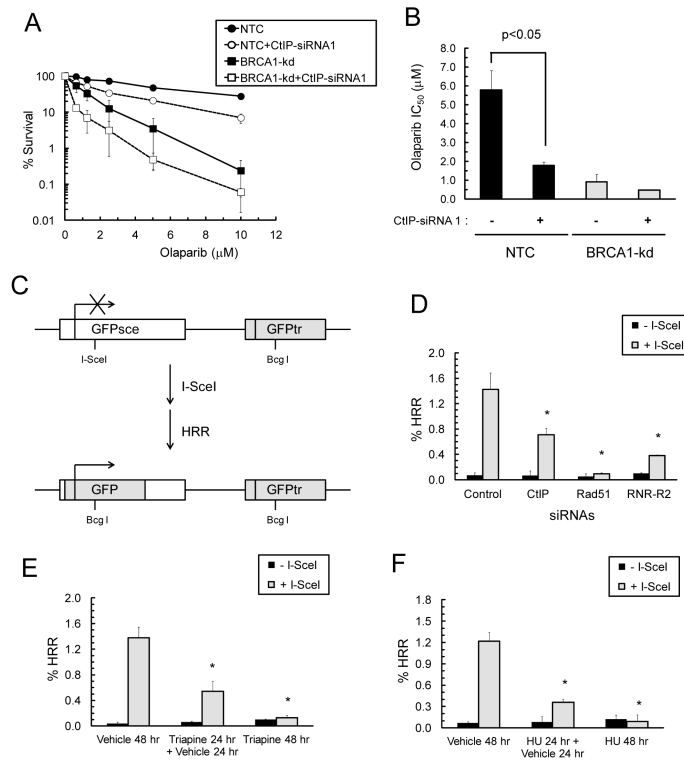 A
NTC
NTC+CtIP-siRNA1
BRCA1-kd
BRCA1-kd+CtIP-siRNA1
% Survival
100
10
1
0.1
0.01
0 2 4 6 8 10 12
Olaparib (μM)
B
p<0.05
Olaparib IC50 (μM)
8.0
7.0
6.0
5.0
4.0
3.0
2.0
1.0
0.0
CtIP-siRNA 1 : - + - +
NTC BRCA1-kd
C
GFPsce GFPtr
I-SceI BcgI
I-SceI
HRR
GFP GFPtr
BcgI BcgI
D
- I-SceI
+ I-SceI
% HRR
2.0
1.6
1.2
0.8
0.4
0.0
* * *
Control CtIP Rad51 RNR-R2
siRNAs
E
- I-SceI
+ I-SceI
% HRR
2.0
1.6
1.2
0.8
0.4
0.0
* *
Vehicle 48 hr Triapine 24 hr Triapine 48 hr
+ Vehicle 24 hr
F
- I-SceI
+ I-SceI
% HRR
1.8
1.5
1.2
0.9
0.6
0.3
0.0
* *
Vehicle 48 hr HU 24 hr + HU 48 hr
Vehicle 24 hr